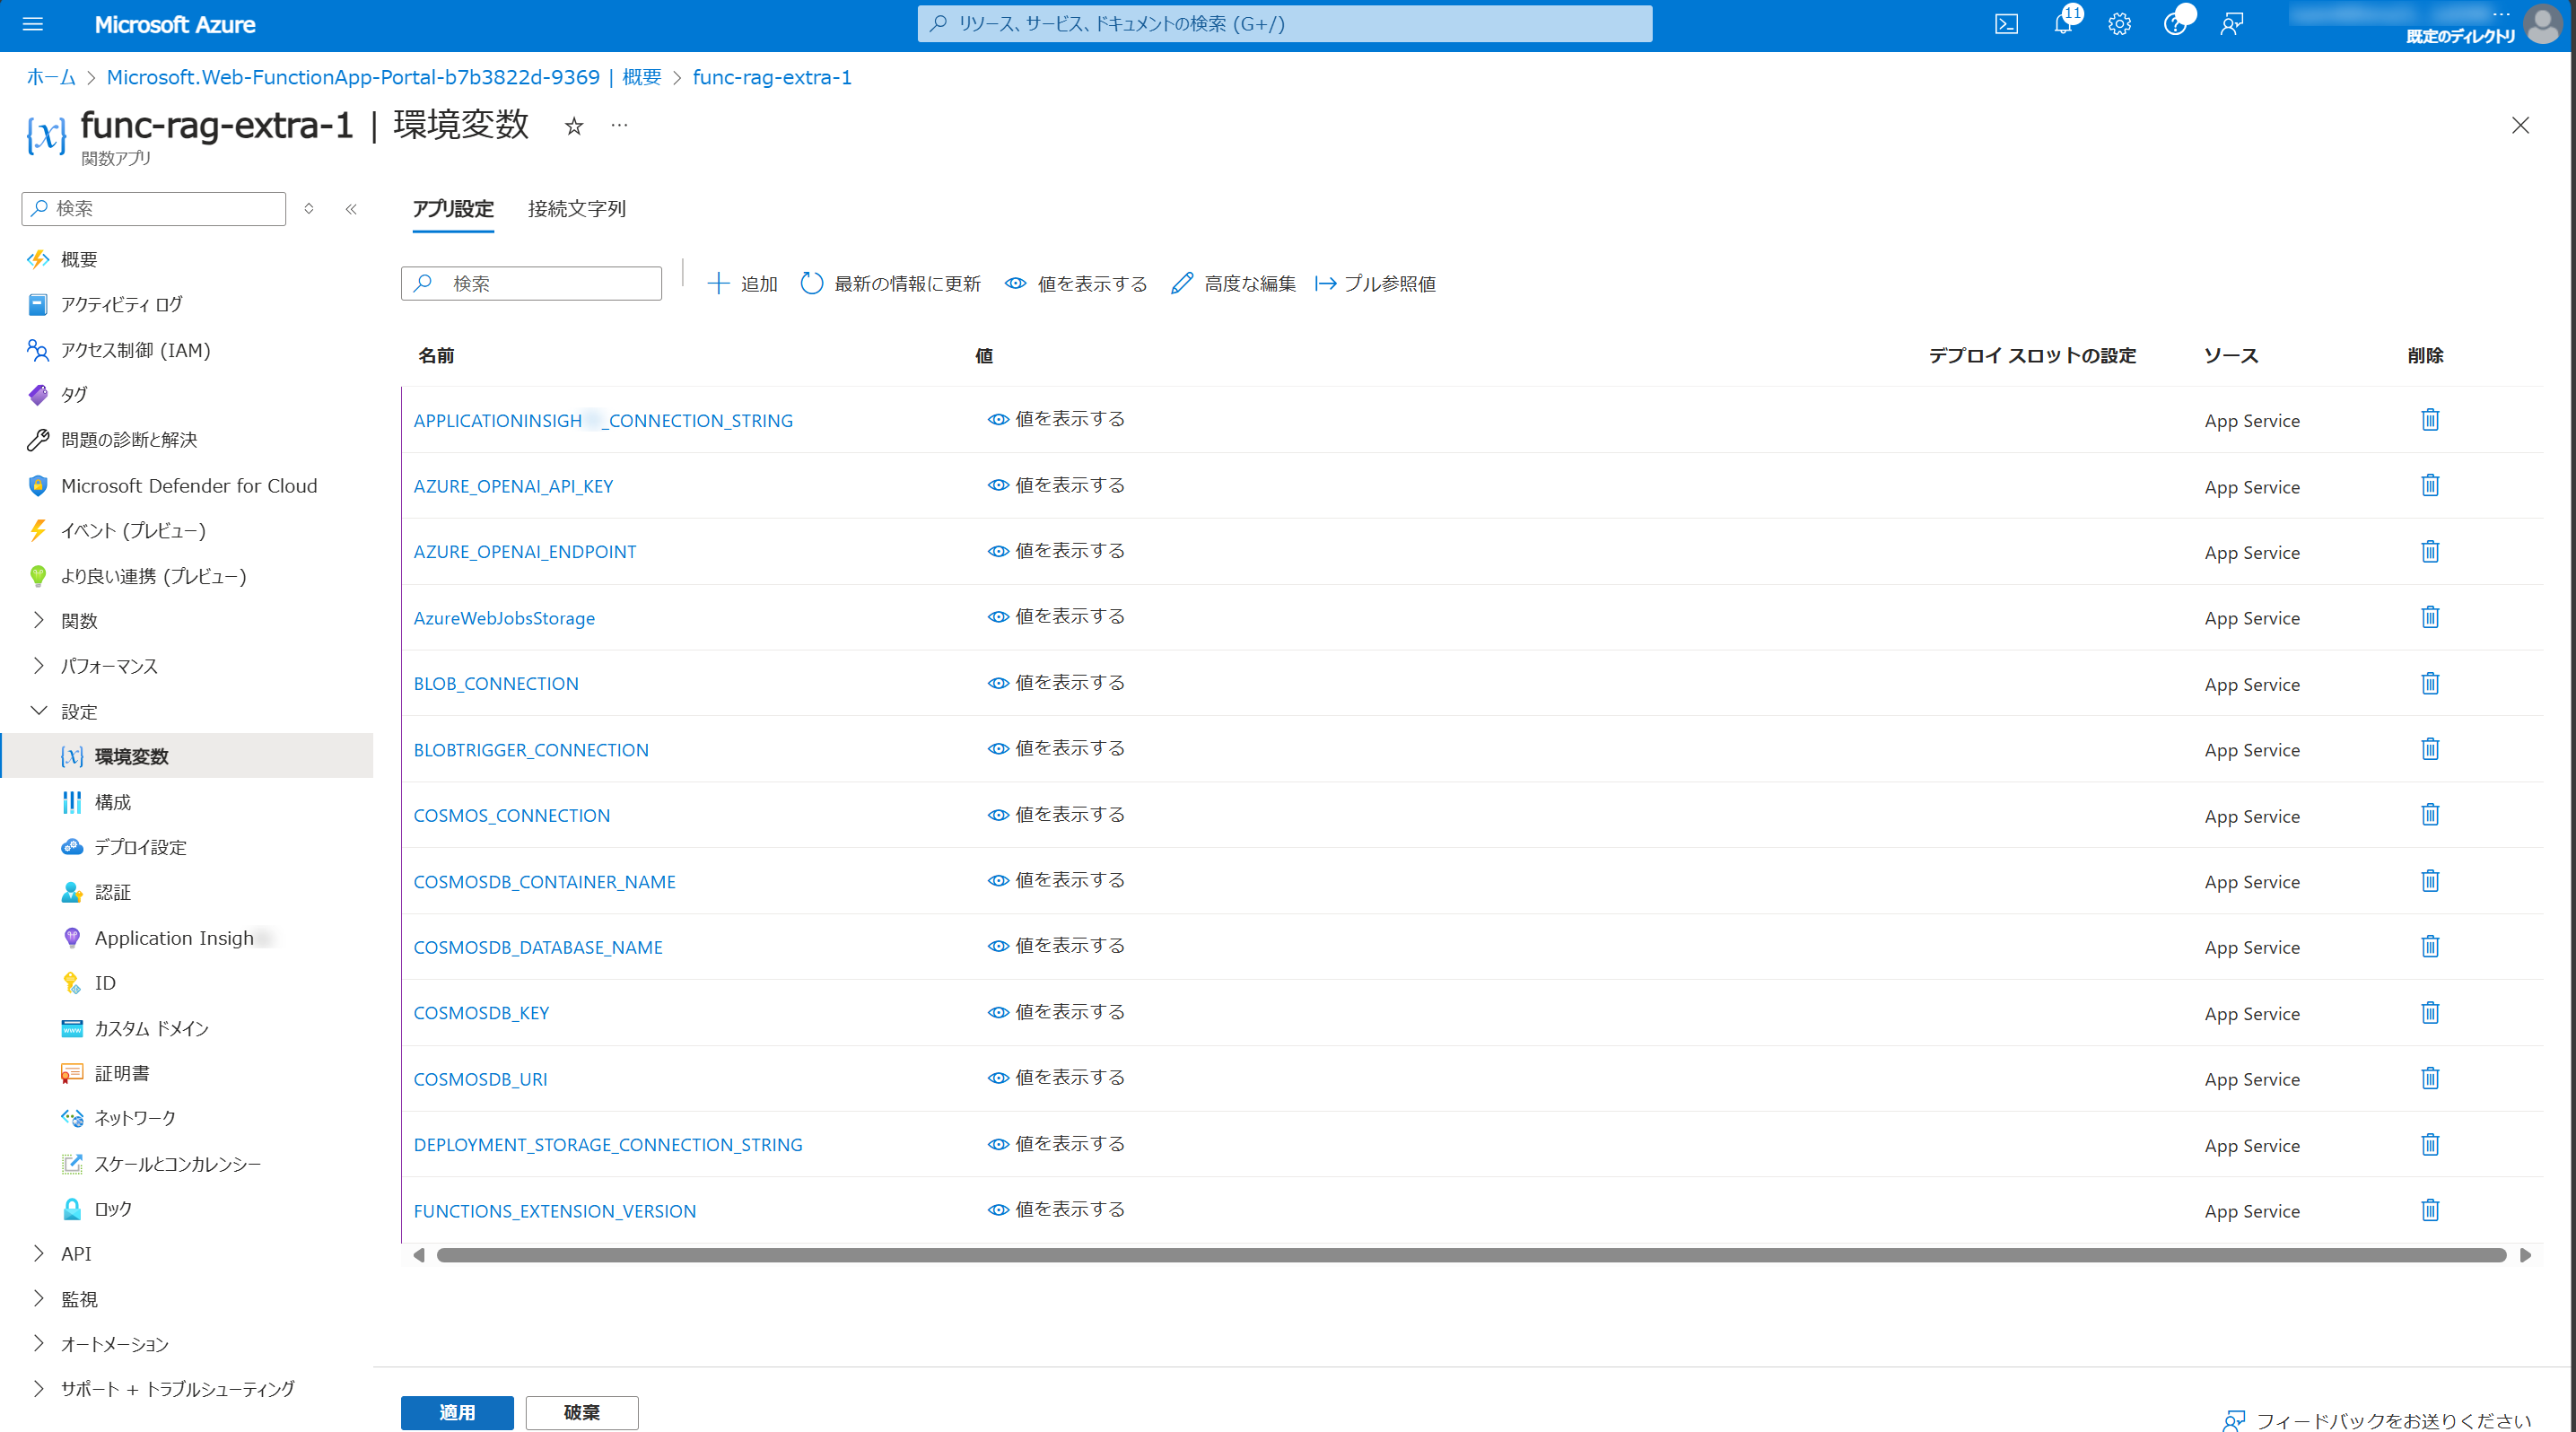 Microsoft Azure
リソース、サービス、ドキュメントの検索 (G+/)
11
既定のディレクトリ
ホーム > Microsoft.Web-FunctionApp-Portal-b7b3822d-9369 | 概要 > func-rag-extra-1
func-rag-extra-1 | 環境変数
関数アプリ
検索
概要
アクティビティ ログ
アクセス制御 (IAM)
タグ
問題の診断と解決
Microsoft Defender for Cloud
イベント (プレビュー)
より良い連携 (プレビュー)
関数
パフォーマンス
設定
環境変数
構成
デプロイ設定
認証
Application Insigh
ID
カスタム ドメイン
証明書
ネットワーク
スケールとコンカレンシー
ロック
API
監視
オートメーション
サポート + トラブルシューティング
アプリ設定 接続文字列
検索 追加 最新の情報に更新 値を表示する 高度な編集 プル参照値
名前 値 デプロイ スロットの設定 ソース 削除
APPLICATIONINSIGH _CONNECTION_STRING 値を表示する App Service
AZURE_OPENAI_API_KEY 値を表示する App Service
AZURE_OPENAI_ENDPOINT 値を表示する App Service
AzureWebJobsStorage 値を表示する App Service
BLOB_CONNECTION 値を表示する App Service
BLOBTRIGGER_CONNECTION 値を表示する App Service
COSMOS_CONNECTION 値を表示する App Service
COSMOSDB_CONTAINER_NAME 値を表示する App Service
COSMOSDB_DATABASE_NAME 値を表示する App Service
COSMOSDB_KEY 値を表示する App Service
COSMOSDB_URI 値を表示する App Service
DEPLOYMENT_STORAGE_CONNECTION_STRING 値を表示する App Service
FUNCTIONS_EXTENSION_VERSION 値を表示する App Service
適用 破棄
フィードバックをお送りください